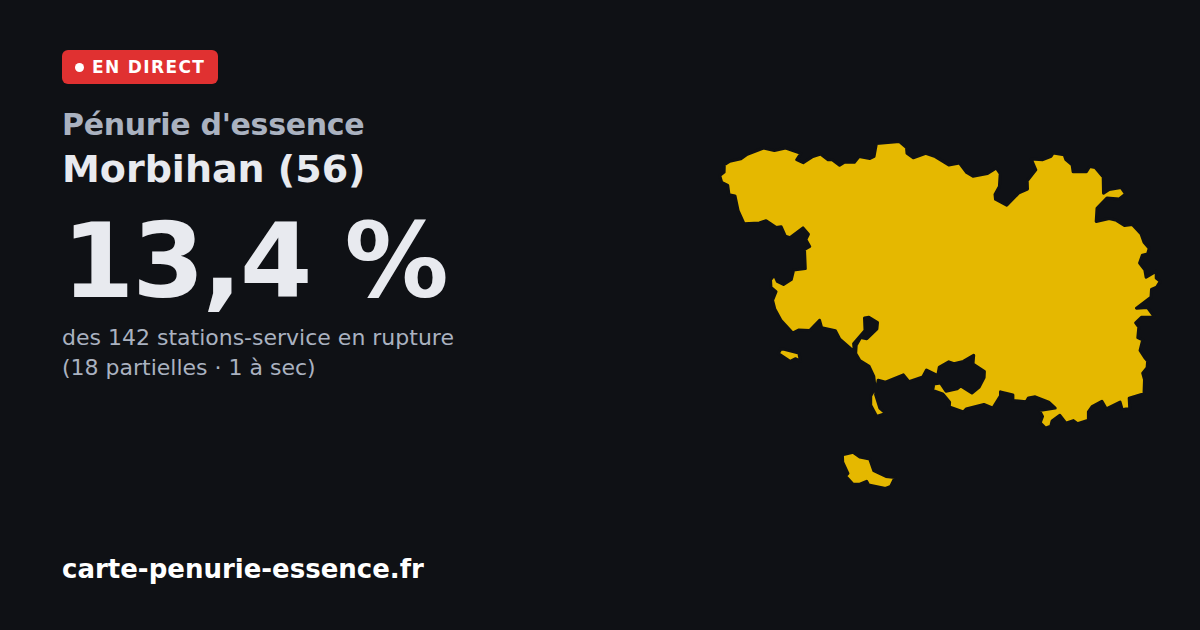 EN DIRECT
Pénurie d'essence
Morbihan (56)
13,4 %
des 142 stations-service en rupture
(18 partielles · 1 à sec)
carte-penurie-essence.fr